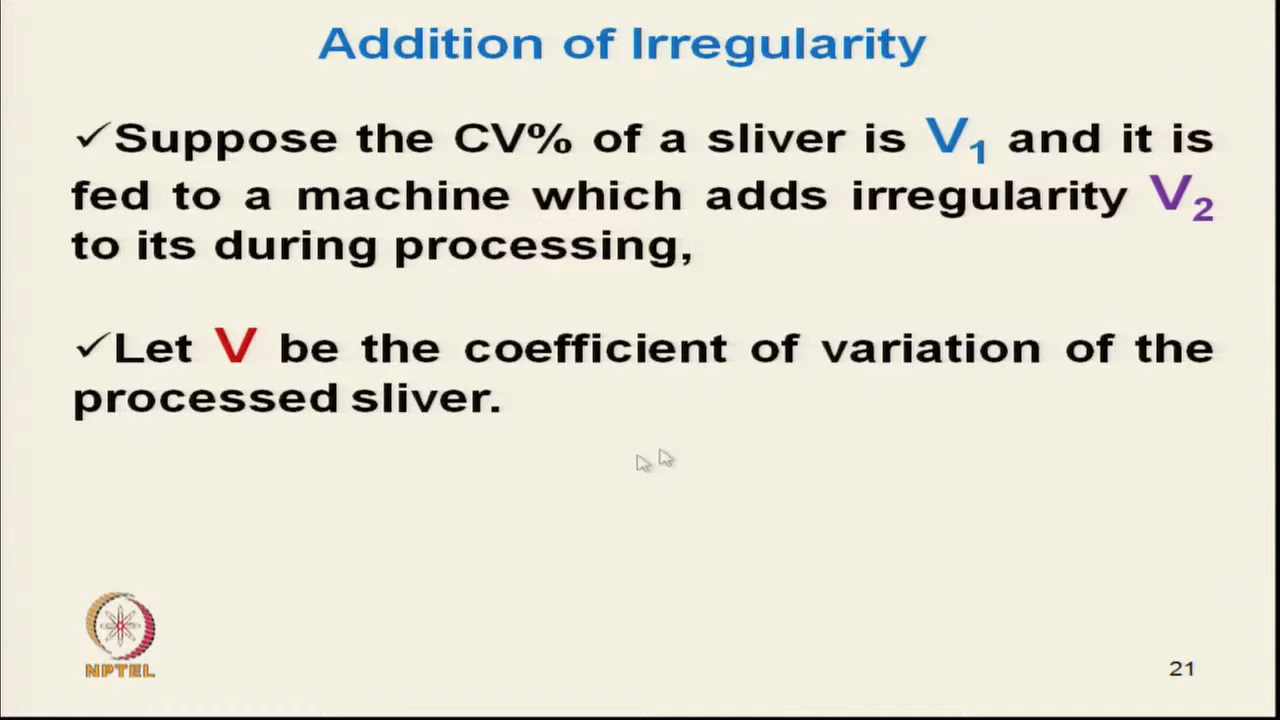 Addition of Irregularity
✓Suppose the CV% of a sliver is V1 and it is
fed to a machine which adds irregularity V2
to its during processing,
✓Let V be the coefficient of variation of the
processed sliver.
NPTEL
21